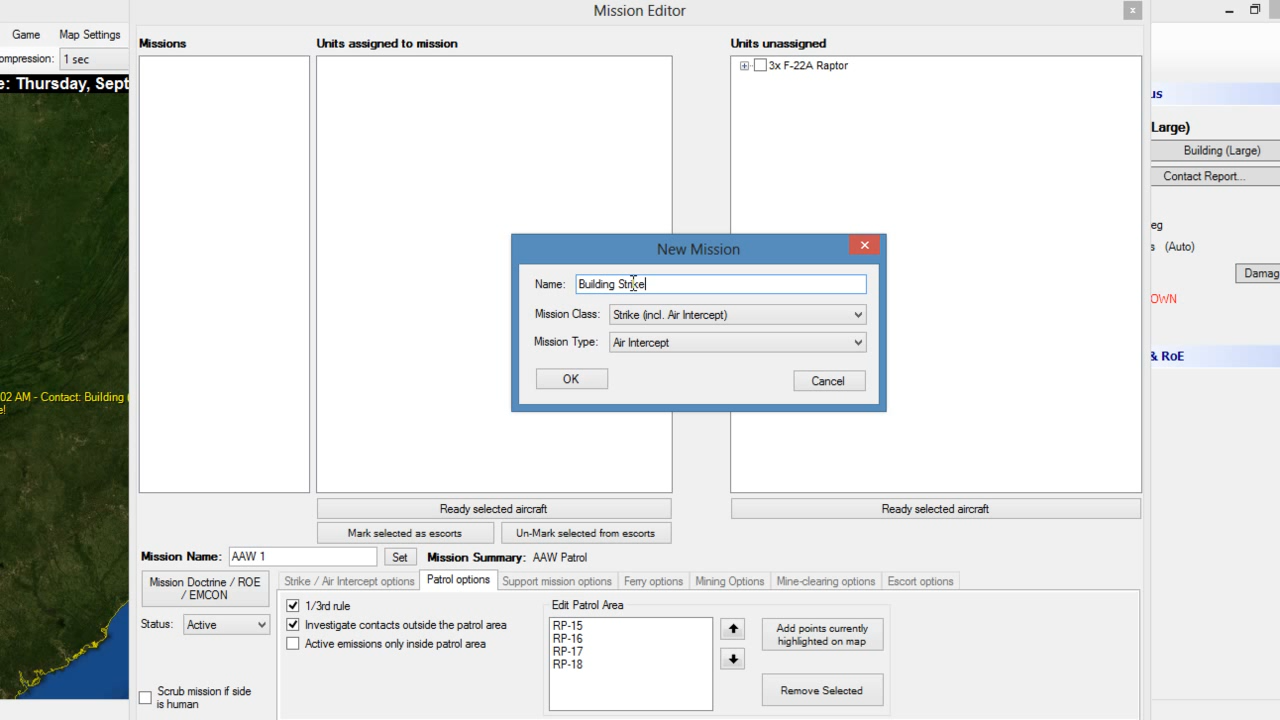 Mission Editor
x
Game Map Settings
ompression: 1 sec
e: Thursday, Sept
02 AM - Contact: Building
e!
Missions
Units assigned to mission
Units unassigned
3x F-22A Raptor
us
Large)
Building (Large)
Contact Report...
eg
s (Auto)
Damag
OWN
& RoE
New Mission
Name: Building Strike
Mission Class: Strike (incl. Air Intercept)
Mission Type: Air Intercept
OK
Cancel
Ready selected aircraft
Ready selected aircraft
Mark selected as escorts
Un-Mark selected from escorts
Mission Name: AAW 1 Set Mission Summary: AAW Patrol
Mission Doctrine / ROE
/ EMCON
Strike / Air Intercept options Patrol options Support mission options Ferry options Mining Options Mine-clearing options Escort options
Status: Active
Scrub mission if side
is human
1/3rd rule
Investigate contacts outside the patrol area
Active emissions only inside patrol area
Edit Patrol Area
RP-15
RP-16
RP-17
RP-18
Add points currently
highlighted on map
Remove Selected